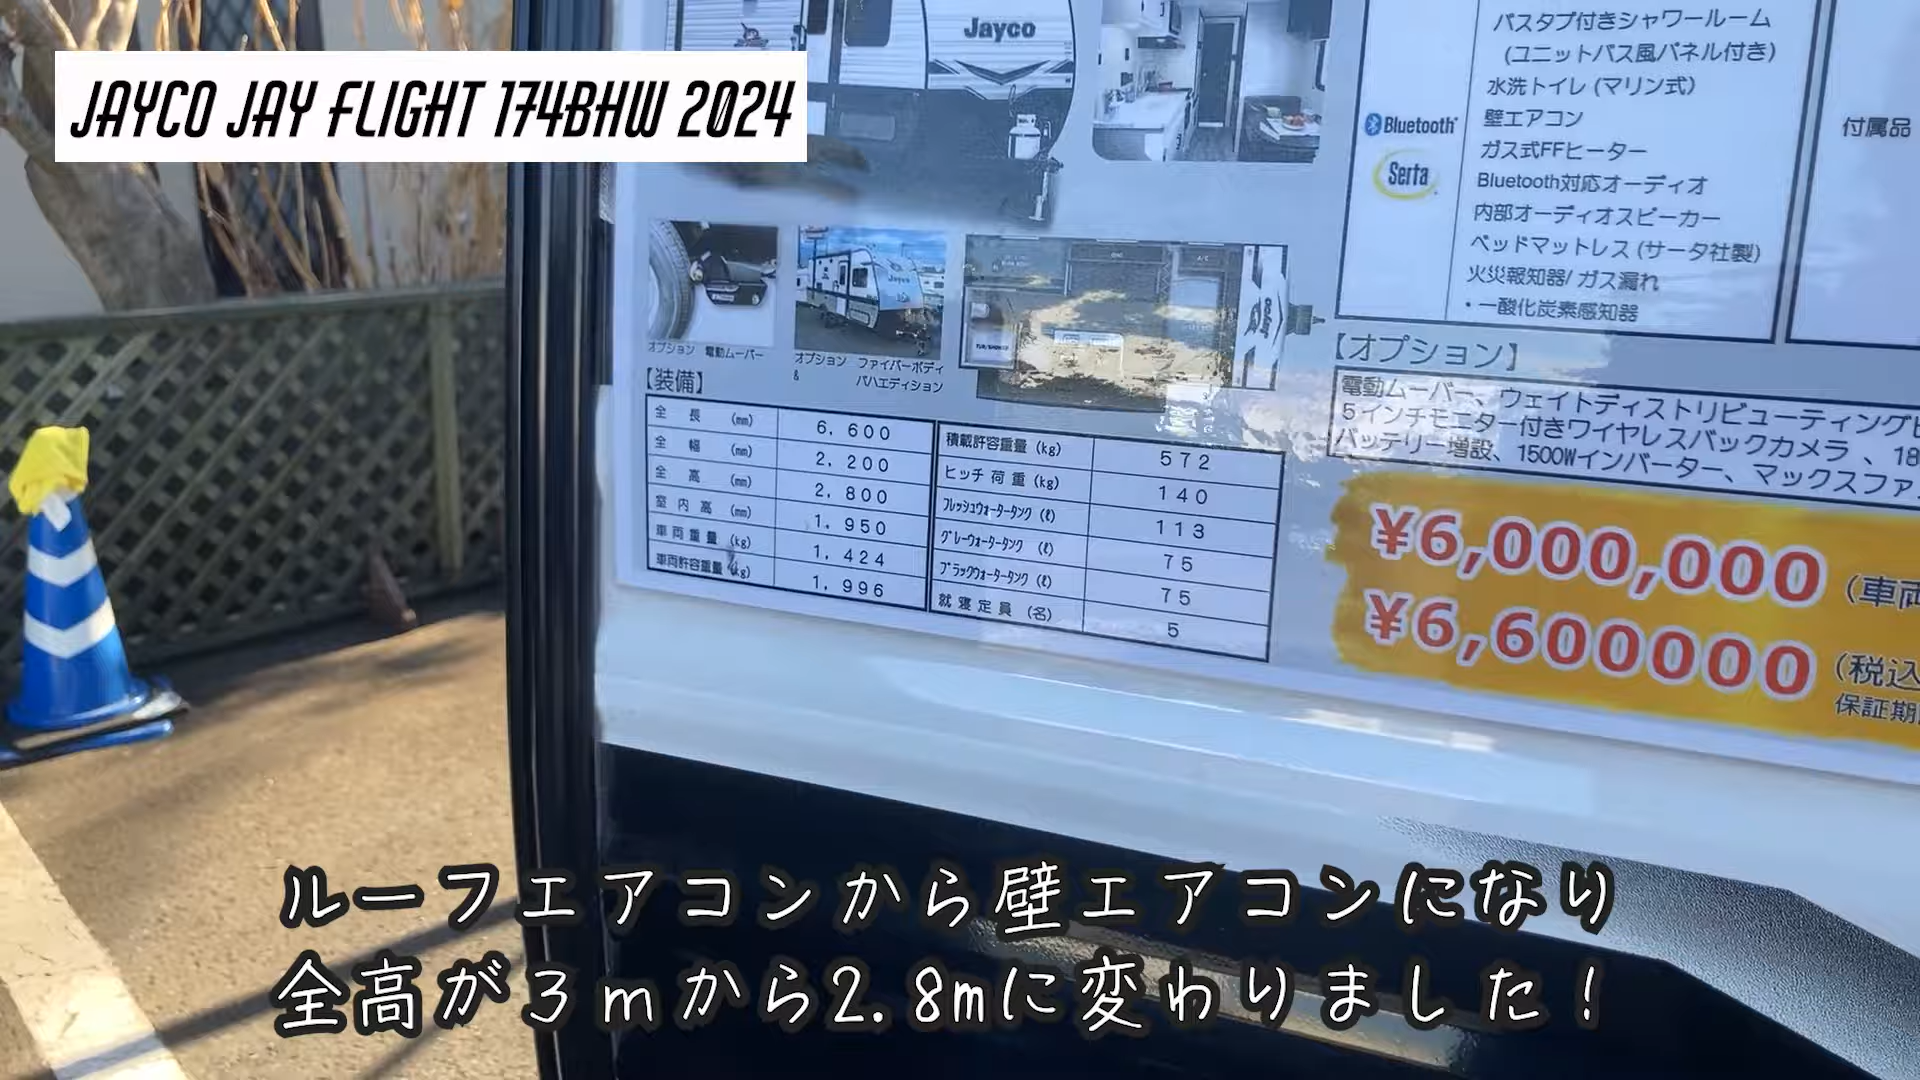 JAYCO JAY FLIGHT 174BHW 2024
Jayco
Jayco
オプション 電動ムーバー
オプション ファイバーボディ
& バハエディション
Jayco
Bluetooth
Serta
バスタブ付きシャワールーム
(ユニットバス風パネル付き)
水洗トイレ (マリン式)
壁エアコン
ガス式FFヒーター
Bluetooth対応オーディオ
内部オーディオスピーカー
ベッドマットレス (サータ社製)
火災報知器/ ガス漏れ
・一酸化炭素感知器
付属品
【装備】
全 長 (mm) 6,600
全 幅 (mm) 2,200
全 高 (mm) 2,800
室 内 高 (mm) 1,950
車 両 重 量 (kg) 1,424
車両許容重量 (kg) 1,996
積載許容重量 (kg) 572
ヒッチ 荷 重 (kg) 140
フレッシュウォータータンク (ℓ) 113
グレーウォータータンク (ℓ) 75
ブラックウォータータンク (ℓ) 75
就 寝 定 員 (名) 5
【オプション】
電動ムーバー、ウェイトディストリビューティング
5インチモニター付きワイヤレスバックカメラ 、18
バッテリー増設、1500Wインバーター、マックスファ
¥6,000,000 (車両
¥6,600000 (税込
保証期
ルーフエアコンから壁エアコンになり
全高が3mから2.8mに変わりました!